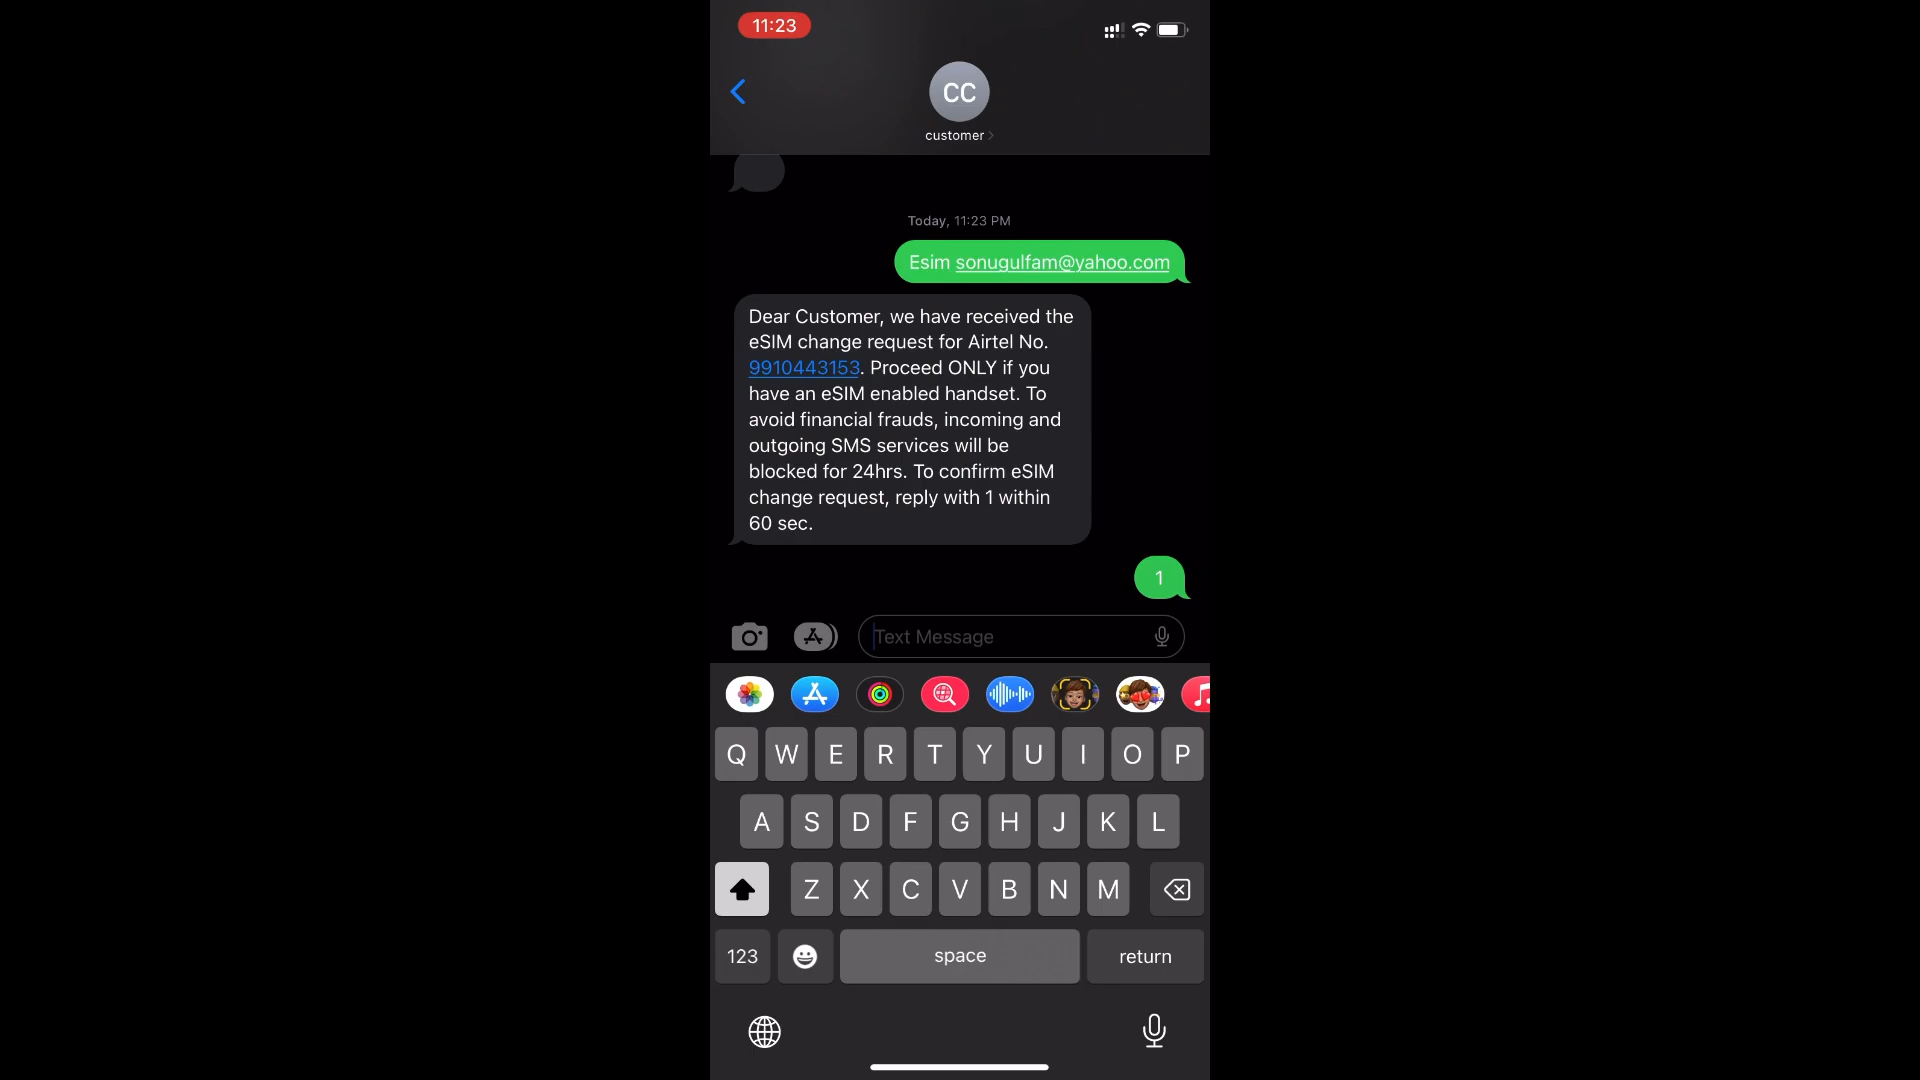 11:23
CC
customer
Today, 11:23 PM
Esim sonugulfam@yahoo.com
Dear Customer, we have received the
eSIM change request for Airtel No.
9910443153. Proceed ONLY if you
have an eSIM enabled handset. To
avoid financial frauds, incoming and
outgoing SMS services will be
blocked for 24hrs. To confirm eSIM
change request, reply with 1 within
60 sec.
1
Text Message
Q W E R T Y U I O P
A S D F G H J K L
Z X C V B N M
123 space return